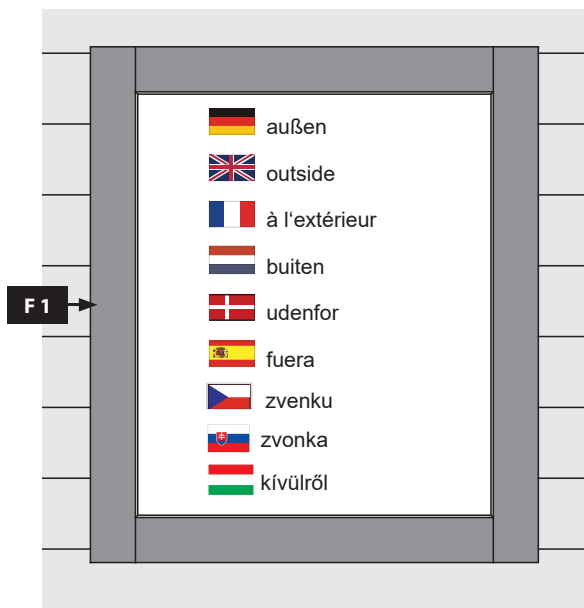 außen
outside
à l‘extérieur
buiten
F 1
udenfor
fuera
zvenku
zvonka
kívülről